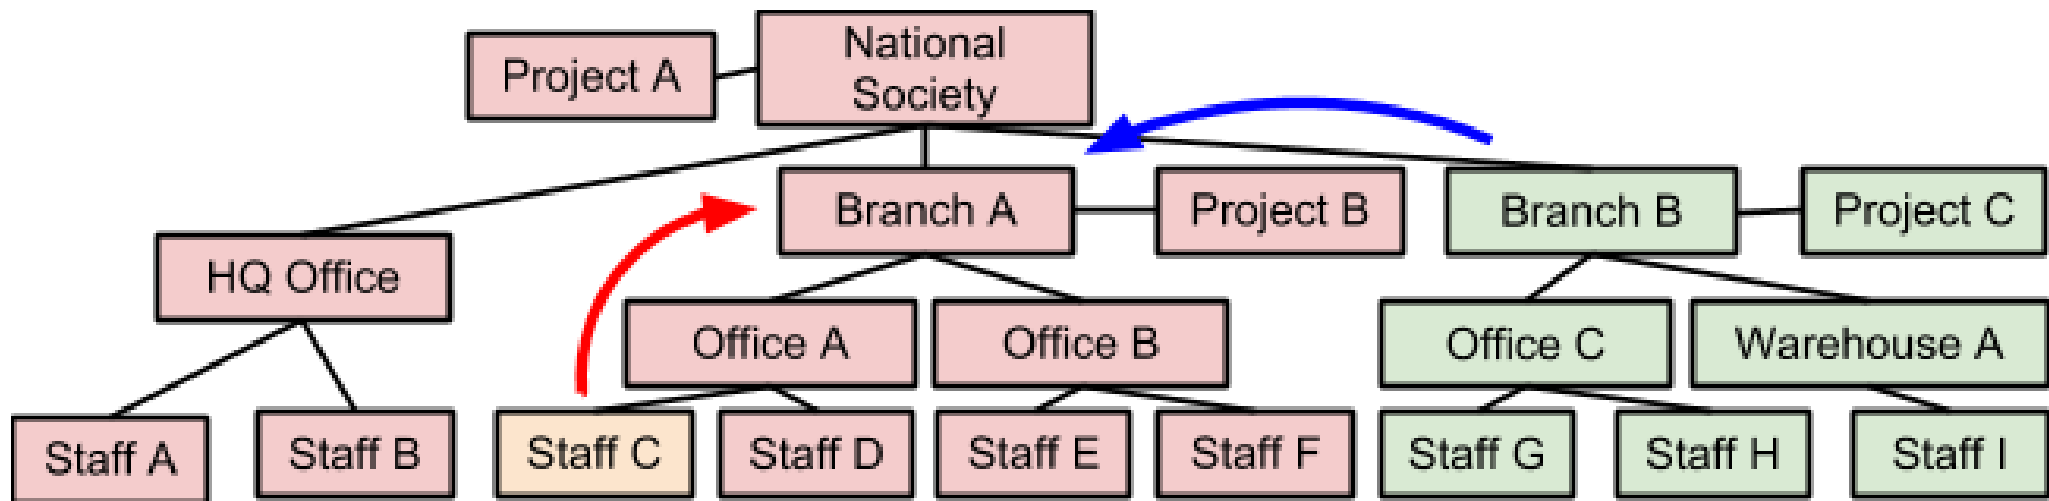 National
Society
Project A
Branch A
Project B
Branch B
Project C
HQ Office
Office A
Office B
Office C
Warehouse A
Staff A
Staff B
Staff C
Staff D
Staff E
Staff F
Staff G
Staff H
Staff I